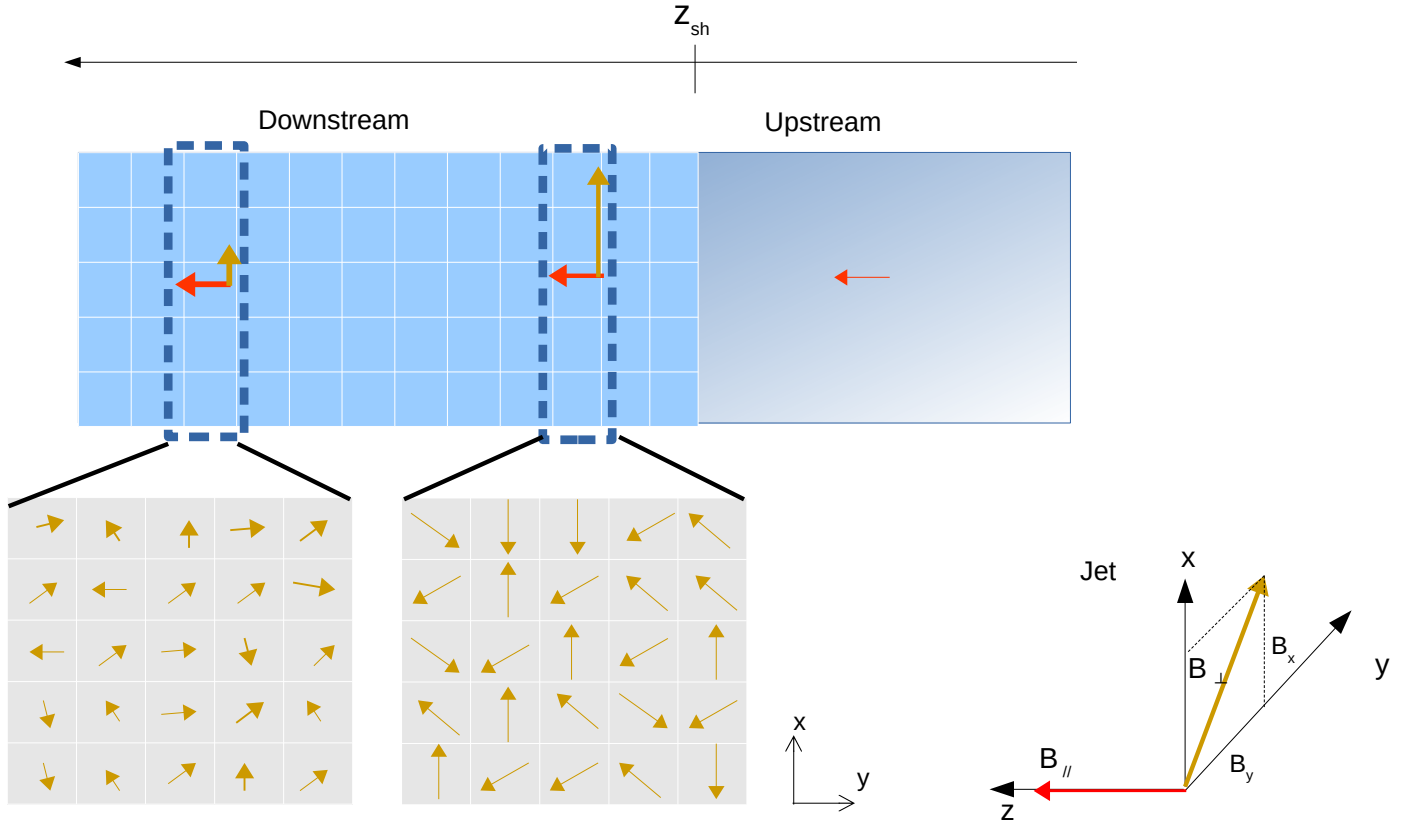 z_sh
Downstream
Upstream
Jet
x
B_x
B_⊥
y
x
y
B_//
B_y
z